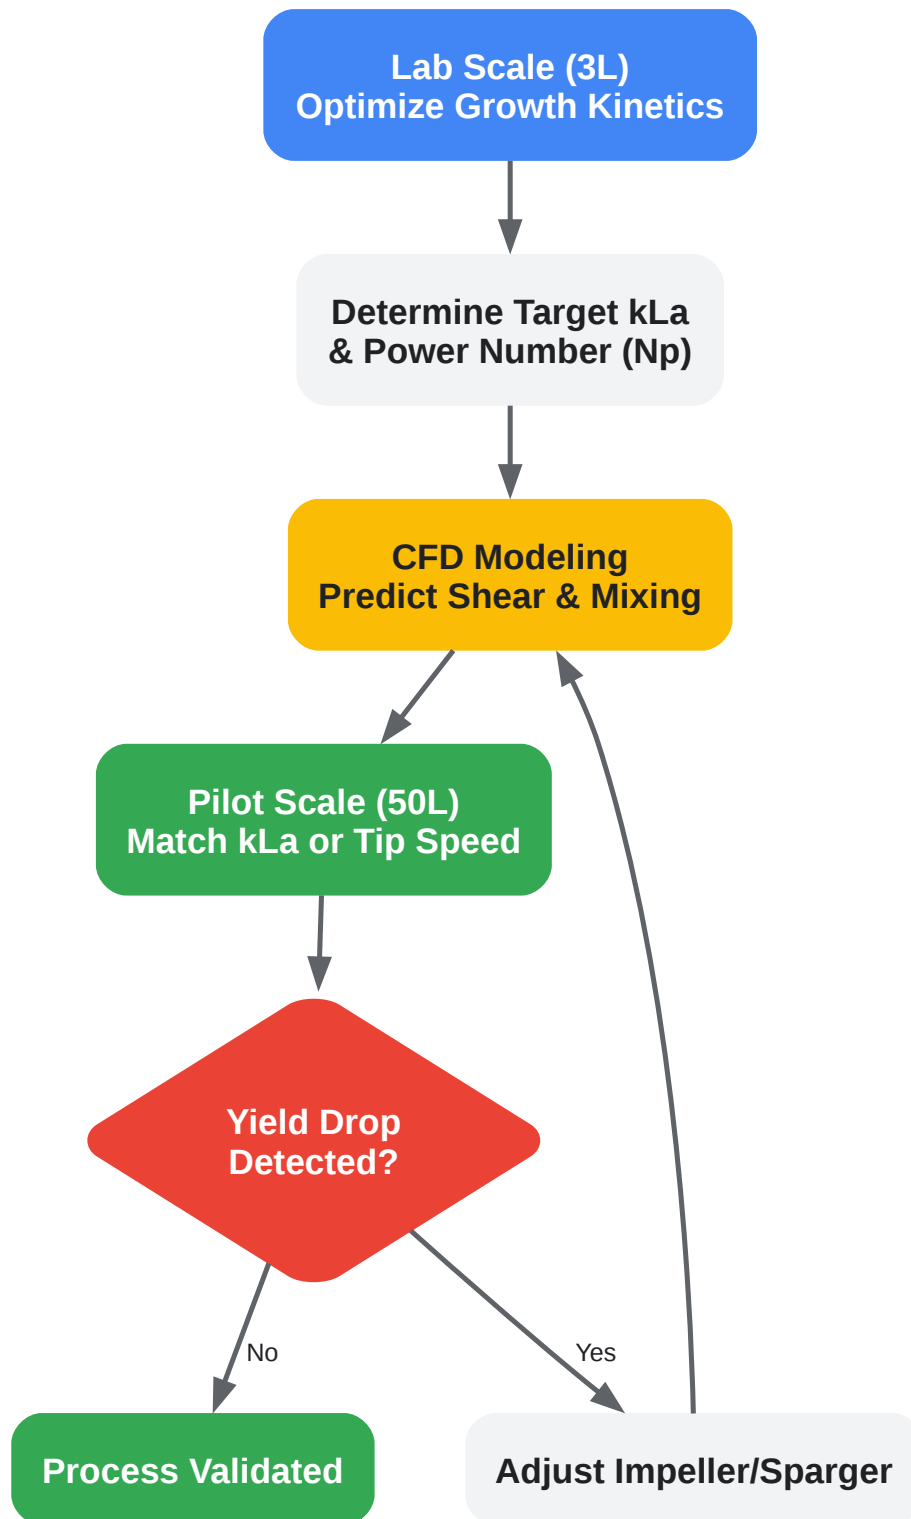 Lab Scale (3L)
Optimize Growth Kinetics
Determine Target kLa
& Power Number (Np)
CFD Modeling
Predict Shear & Mixing
Pilot Scale (50L)
Match kLa or Tip Speed
Yield Drop
Detected?
No
Yes
Process Validated
Adjust Impeller/Sparger